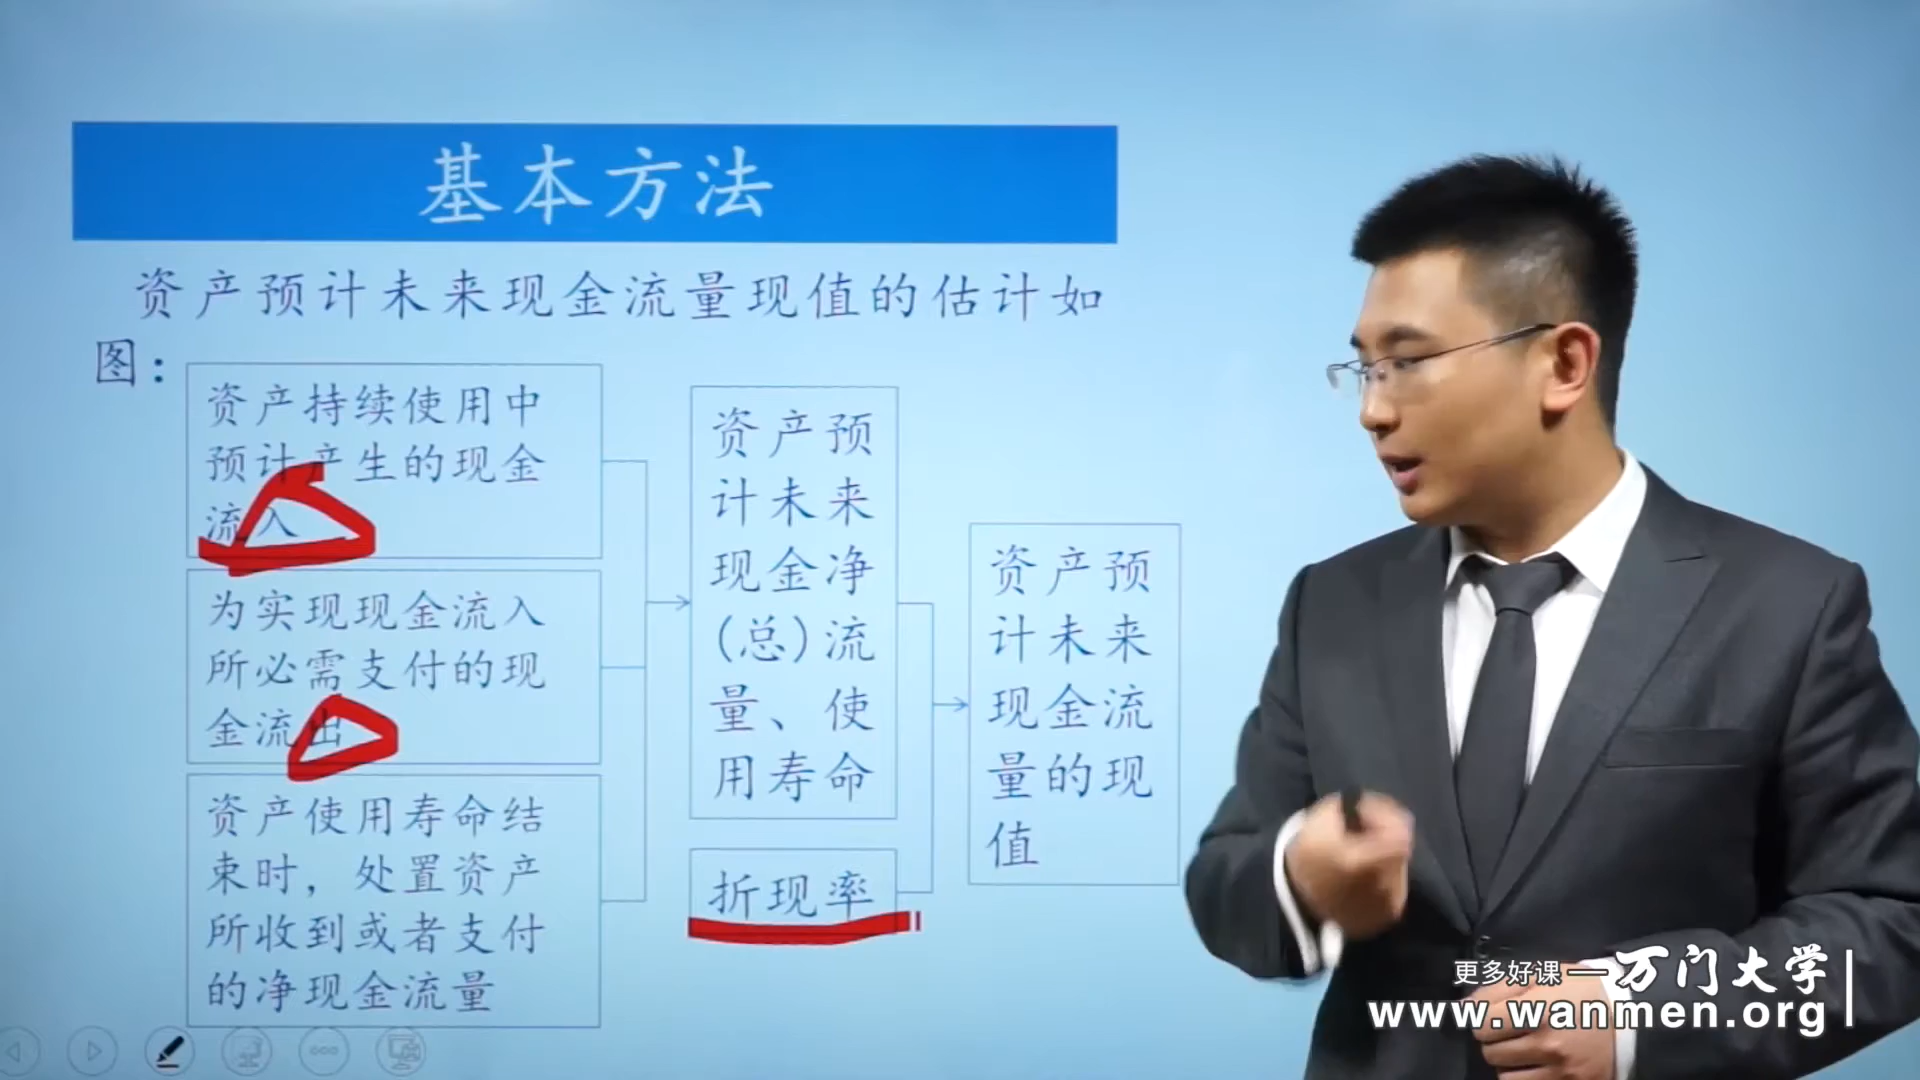 基本方法
资产预计未来现金流量现值的估计如
图：
资产持续使用中
预计产生的现金
流入
为实现现金流入
所必需支付的现
金流出
资产使用寿命结
束时，处置资产
所收到或者支付
的净现金流量
资产预
计未来
现金净
(总)流
量、使
用寿命
折现率
资产预
计未来
现金流
量的现
值
更多好课 — 万门大学
www.wanmen.org